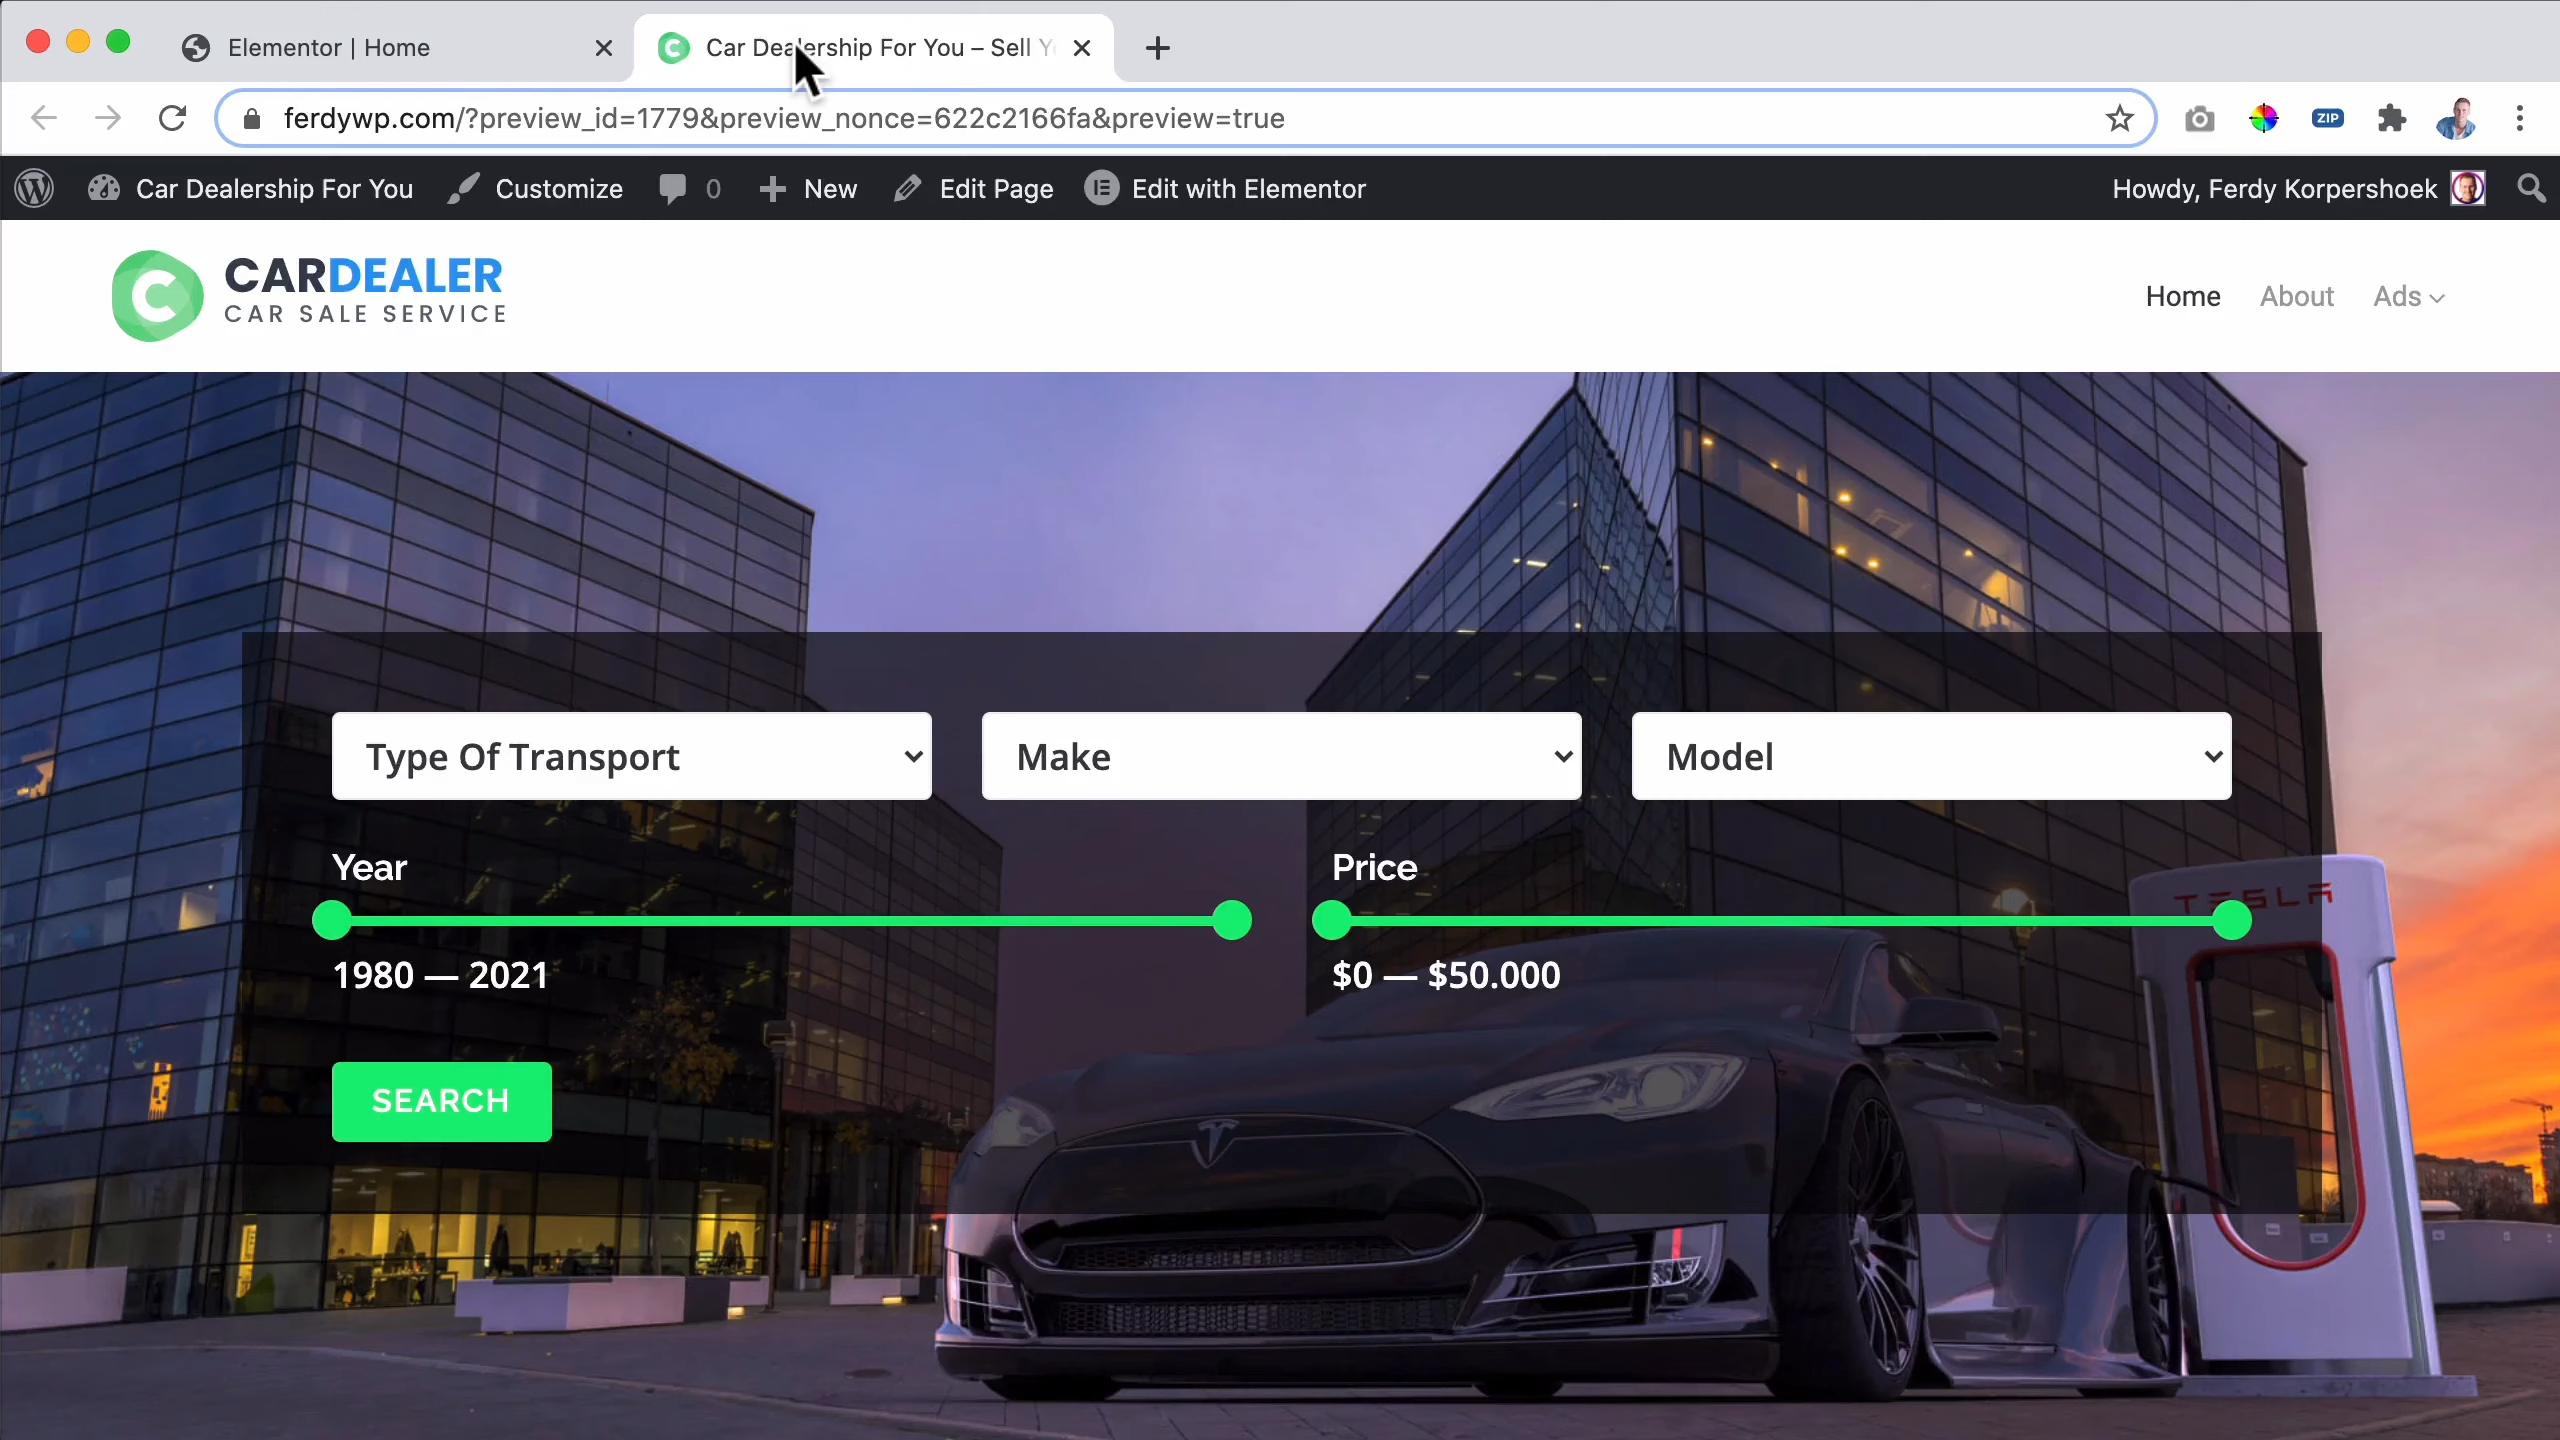 Elementor | Home
Car Dealership For You – Sell
ferdywp.com/?preview_id=1779&preview_nonce=622c2166fa&preview=true
ZIP
Car Dealership For You Customize 0 New Edit Page Edit with Elementor Howdy, Ferdy Korpershoek
CARDEALER
CAR SALE SERVICE
Home About Ads
Type Of Transport Make Model
Year Price
TESLA
1980 — 2021 $0 — $50.000
SEARCH